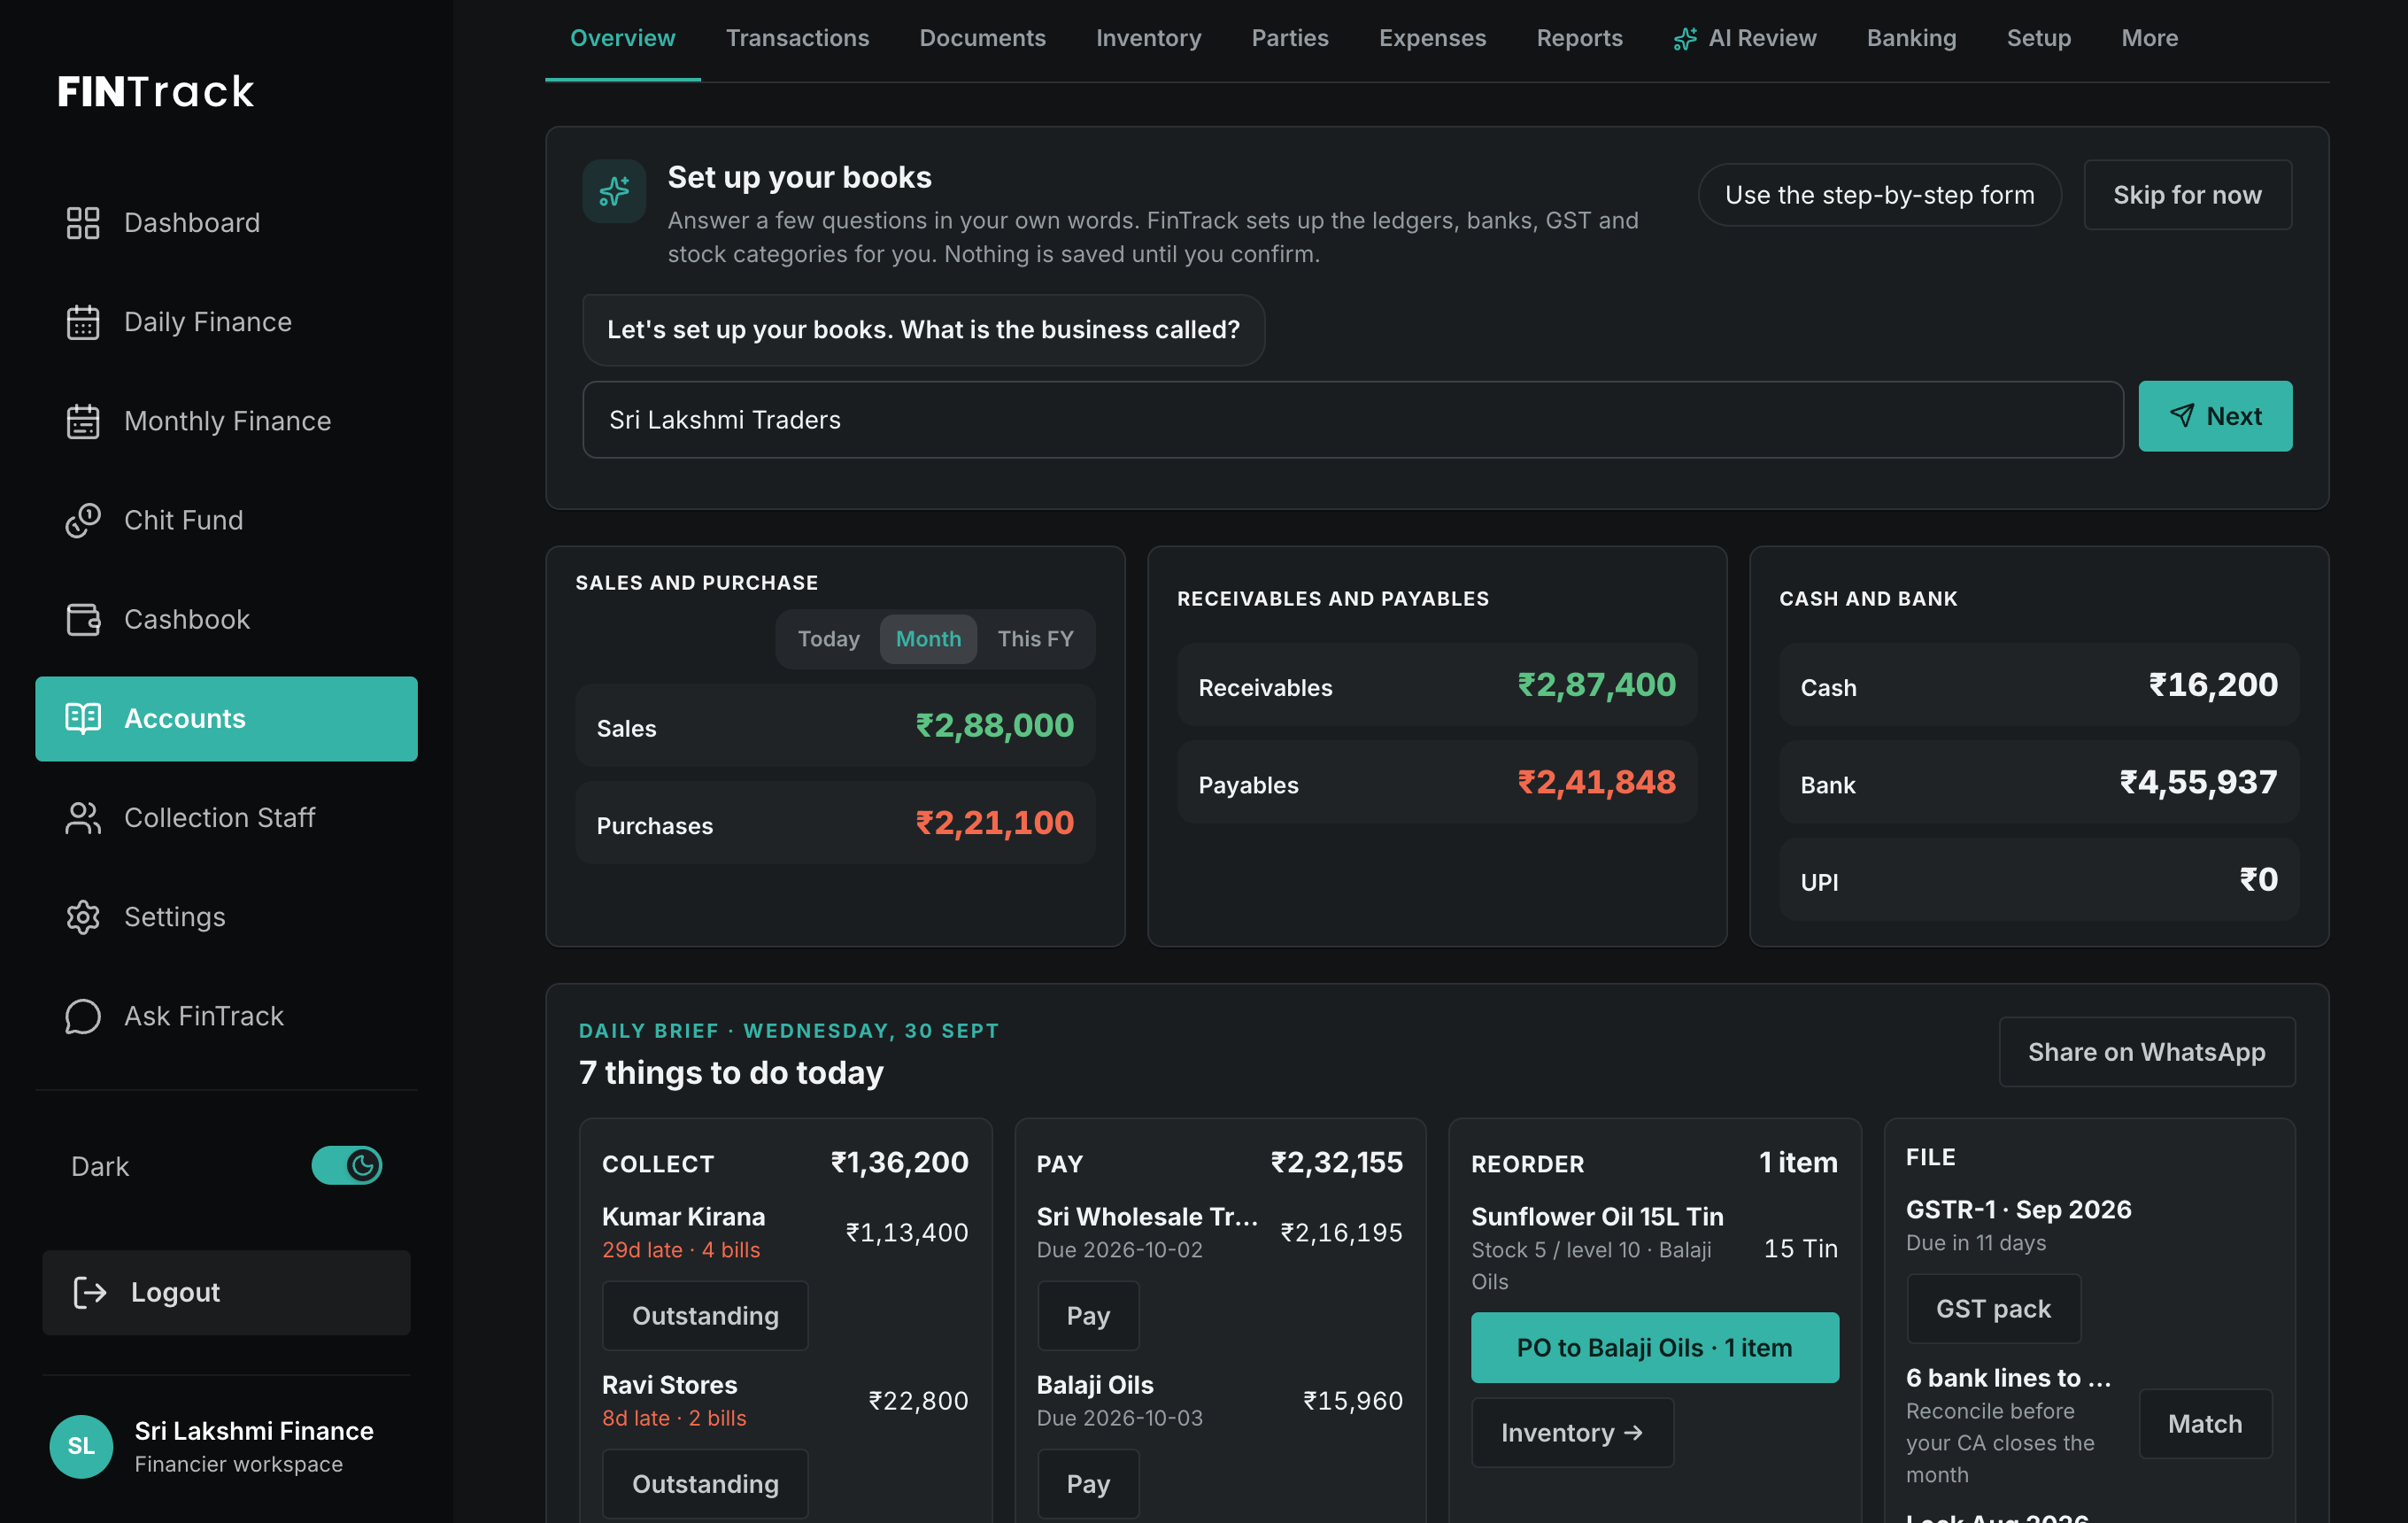 FINTrack
Dashboard
Daily Finance
Monthly Finance
Chit Fund
Cashbook
Accounts
Collection Staff
Settings
Ask FinTrack
Dark
Logout
SL
Sri Lakshmi Finance
Financier workspace
Overview
Transactions
Documents
Inventory
Parties
Expenses
Reports
AI Review
Banking
Setup
More
Set up your books
Answer a few questions in your own words. FinTrack sets up the ledgers, banks, GST and
stock categories for you. Nothing is saved until you confirm.
Use the step-by-step form
Skip for now
Let's set up your books. What is the business called?
Sri Lakshmi Traders
Next
SALES AND PURCHASE
Today
Month
This FY
Sales ₹2,88,000
Purchases ₹2,21,100
RECEIVABLES AND PAYABLES
Receivables ₹2,87,400
Payables ₹2,41,848
CASH AND BANK
Cash ₹16,200
Bank ₹4,55,937
UPI ₹0
DAILY BRIEF · WEDNESDAY, 30 SEPT
7 things to do today
Share on WhatsApp
COLLECT ₹1,36,200
Kumar Kirana ₹1,13,400
29d late · 4 bills
Outstanding
Ravi Stores ₹22,800
8d late · 2 bills
Outstanding
PAY ₹2,32,155
Sri Wholesale Tr... ₹2,16,195
Due 2026-10-02
Pay
Balaji Oils ₹15,960
Due 2026-10-03
Pay
REORDER 1 item
Sunflower Oil 15L Tin
Stock 5 / level 10 · Balaji 15 Tin
Oils
PO to Balaji Oils · 1 item
Inventory →
FILE
GSTR-1 · Sep 2026
Due in 11 days
GST pack
6 bank lines to ...
Reconcile before
your CA closes the
month
Match